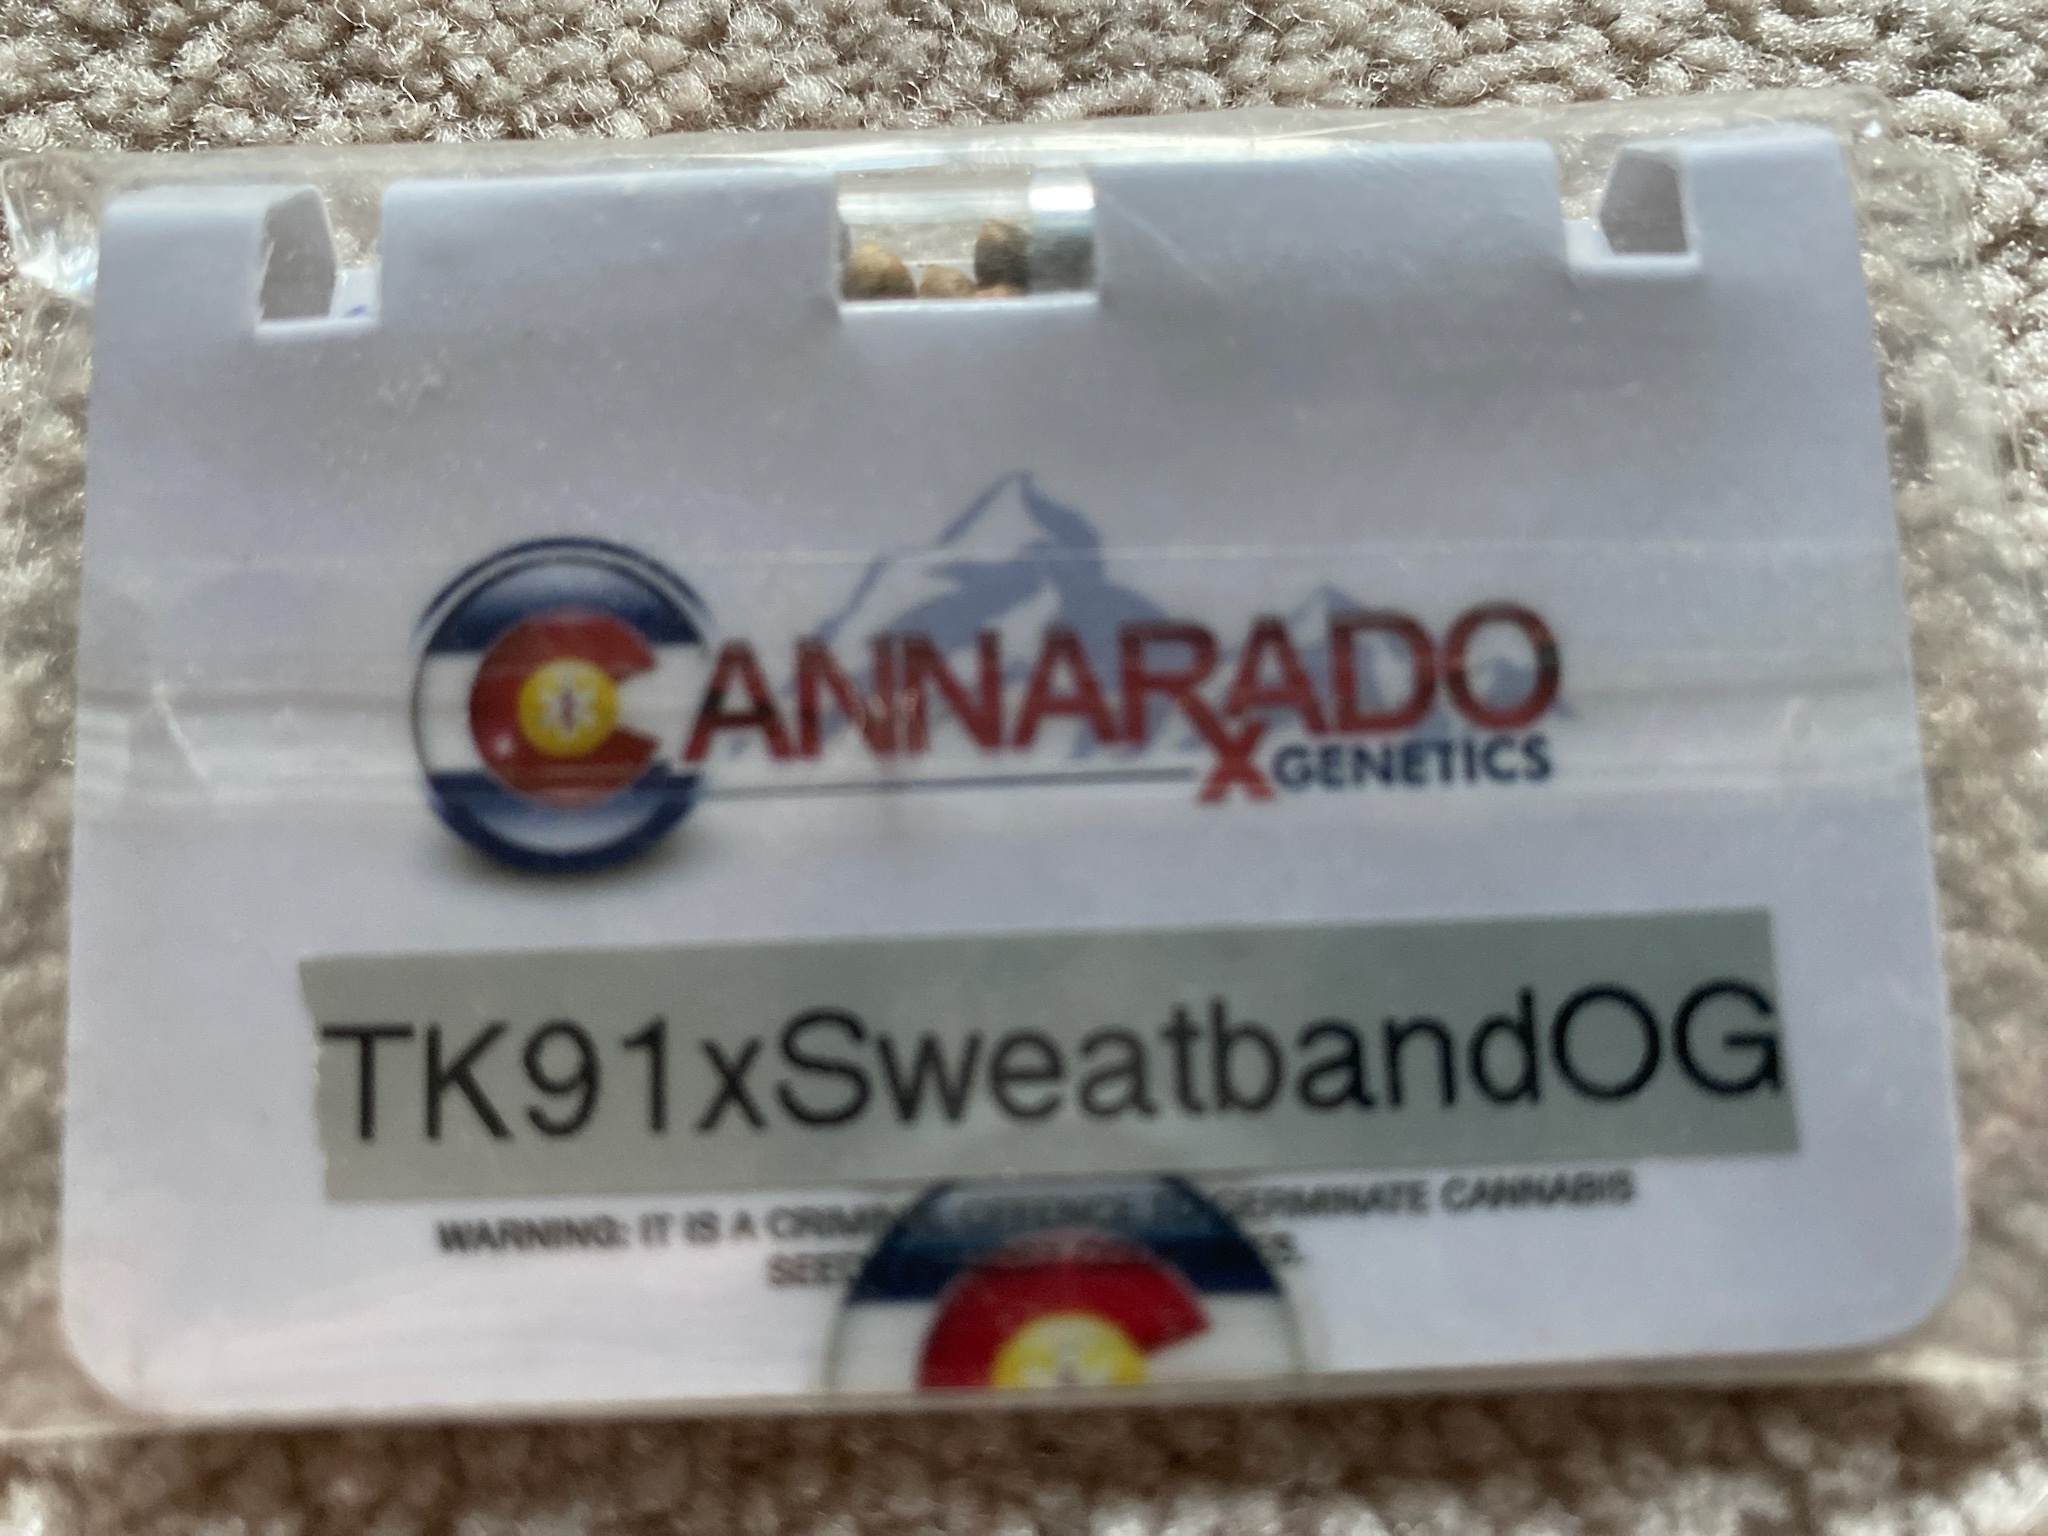 CANNARADO
GENETICS
TK91xSweatbandOG
WARNING: IT IS A GERMINATE CANNABIS